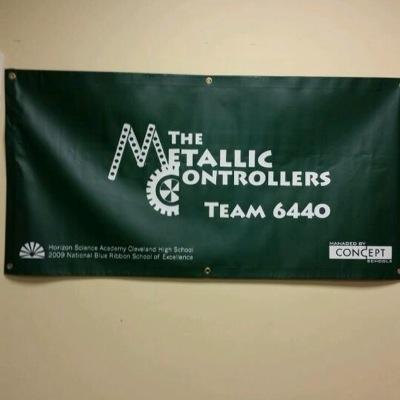 THE
METALLIC
CONTROLLERS
TEAM 6440
Horizon Science Academy Cleveland High School
2009 National Blue Ribbon School of Excellence
MANAGED BY
CONCEPT
SCHOOLS